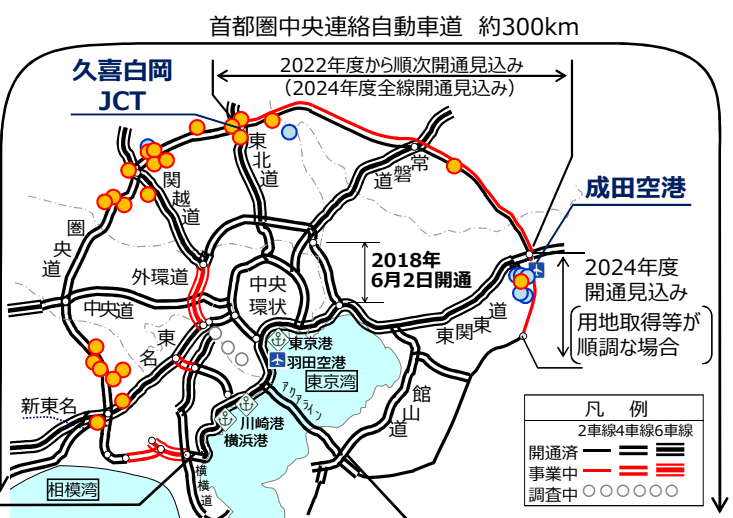 首都圏中央連絡自動車道 約300km
久喜白岡
JCT
2022年度から順次開通見込み
(2024年度全線開通見込み)
東北道
常磐道
関越道
成田空港
圏央道
外環道
2018年
6月2日開通
中央
環状
2024年度
開通見込み
用地取得等が
順調な場合
中央道
東関東道
東名
東京港
羽田空港
東京湾
アクアライン
館山道
新東名
川崎港
横浜港
横横道
相模湾
凡 例
2車線4車線6車線
開通済
事業中
調査中